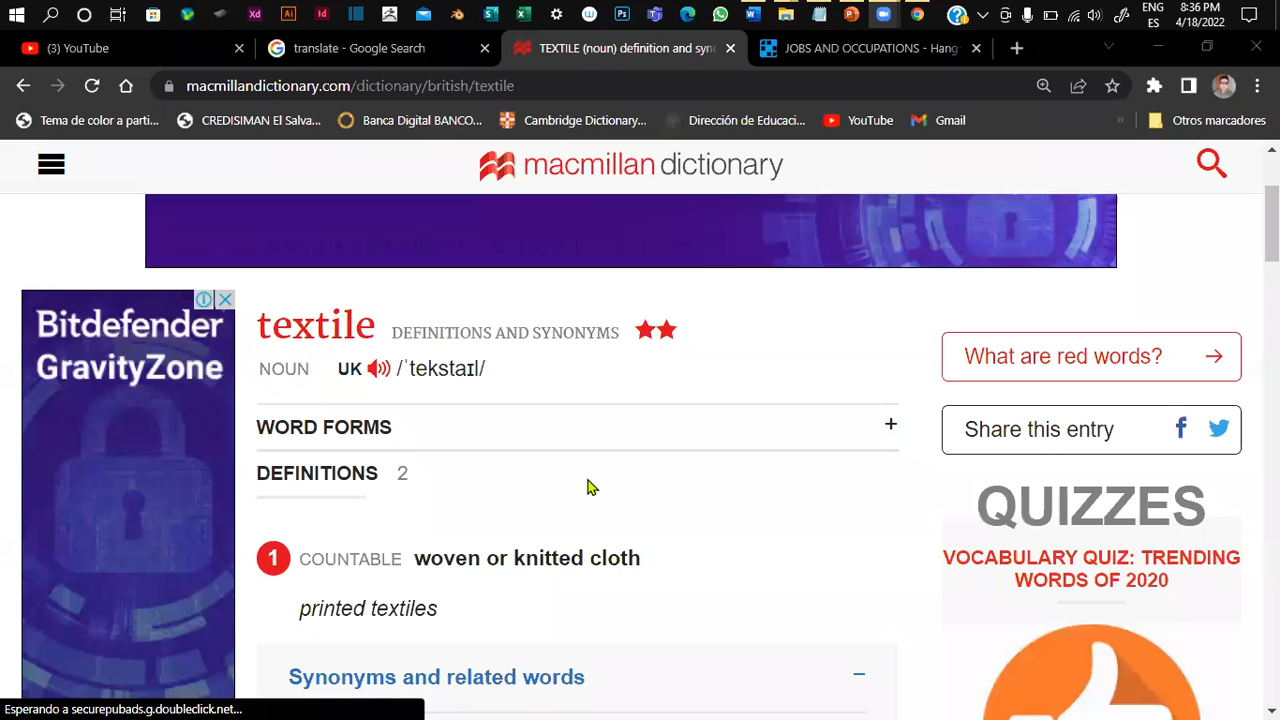 ENG 8:36 PM
ES 4/18/2022
(3) YouTube
translate - Google Search
TEXTILE (noun) definition and syno
JOBS AND OCCUPATIONS - Hang
macmillandictionary.com/dictionary/british/textile
Tema de color a parti...
CREDISIMAN El Salva...
Banca Digital BANCO...
Cambridge Dictionary...
Dirección de Educaci...
YouTube
Gmail
»
Otros marcadores
macmillan dictionary
Bitdefender
GravityZone
textile DEFINITIONS AND SYNONYMS
NOUN UK /ˈtekstaɪl/
WORD FORMS +
DEFINITIONS 2
1 COUNTABLE woven or knitted cloth
printed textiles
Synonyms and related words −
What are red words? →
Share this entry
QUIZZES
VOCABULARY QUIZ: TRENDING
WORDS OF 2020
Esperando a securepubads.g.doubleclick.net...